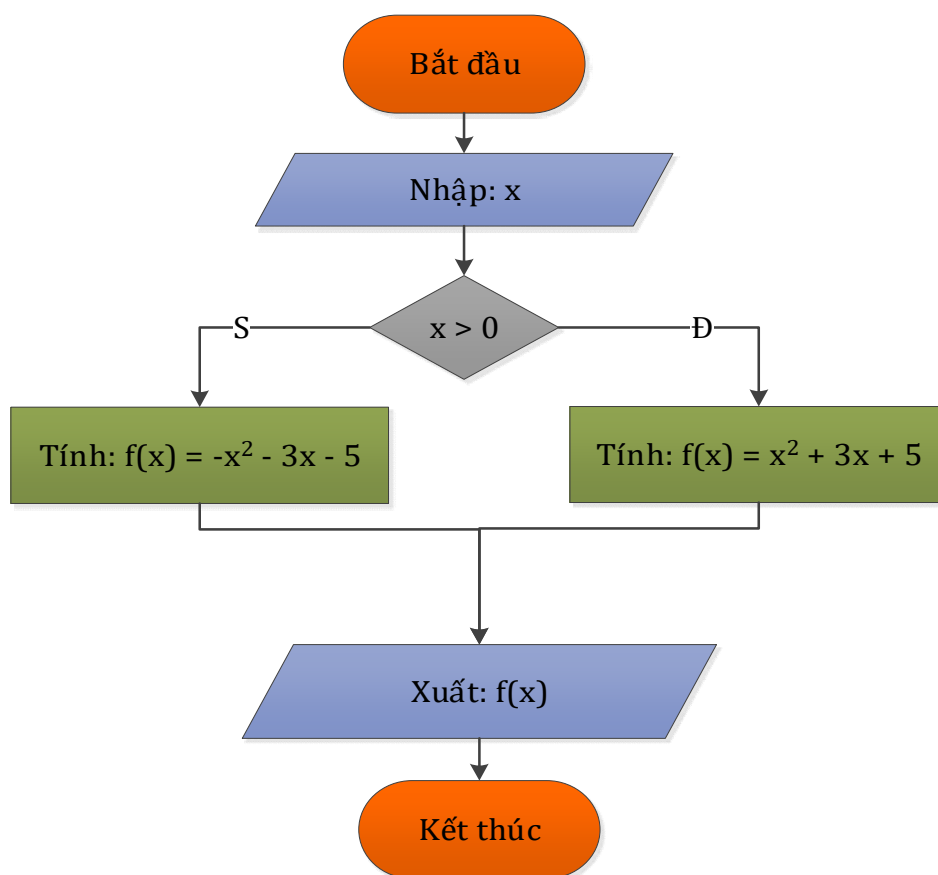 Bắt đầu
Nhập: x
x > 0
S
Đ
Tính: f(x) = -x² - 3x - 5
Tính: f(x) = x² + 3x + 5
Xuất: f(x)
Kết thúc